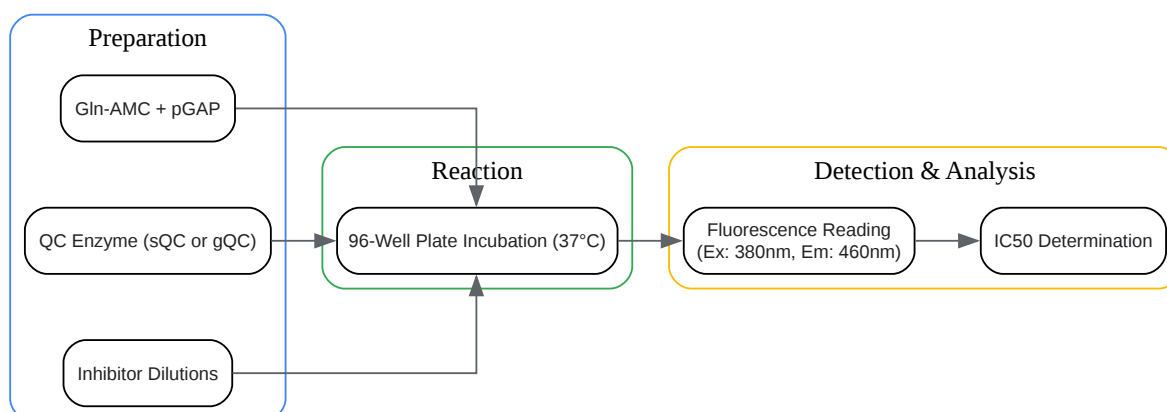 Preparation
Gln-AMC + pGAP
QC Enzyme (sQC or gQC)
Inhibitor Dilutions
Reaction
96-Well Plate Incubation (37°C)
Detection & Analysis
Fluorescence Reading
(Ex: 380nm, Em: 460nm)
IC50 Determination